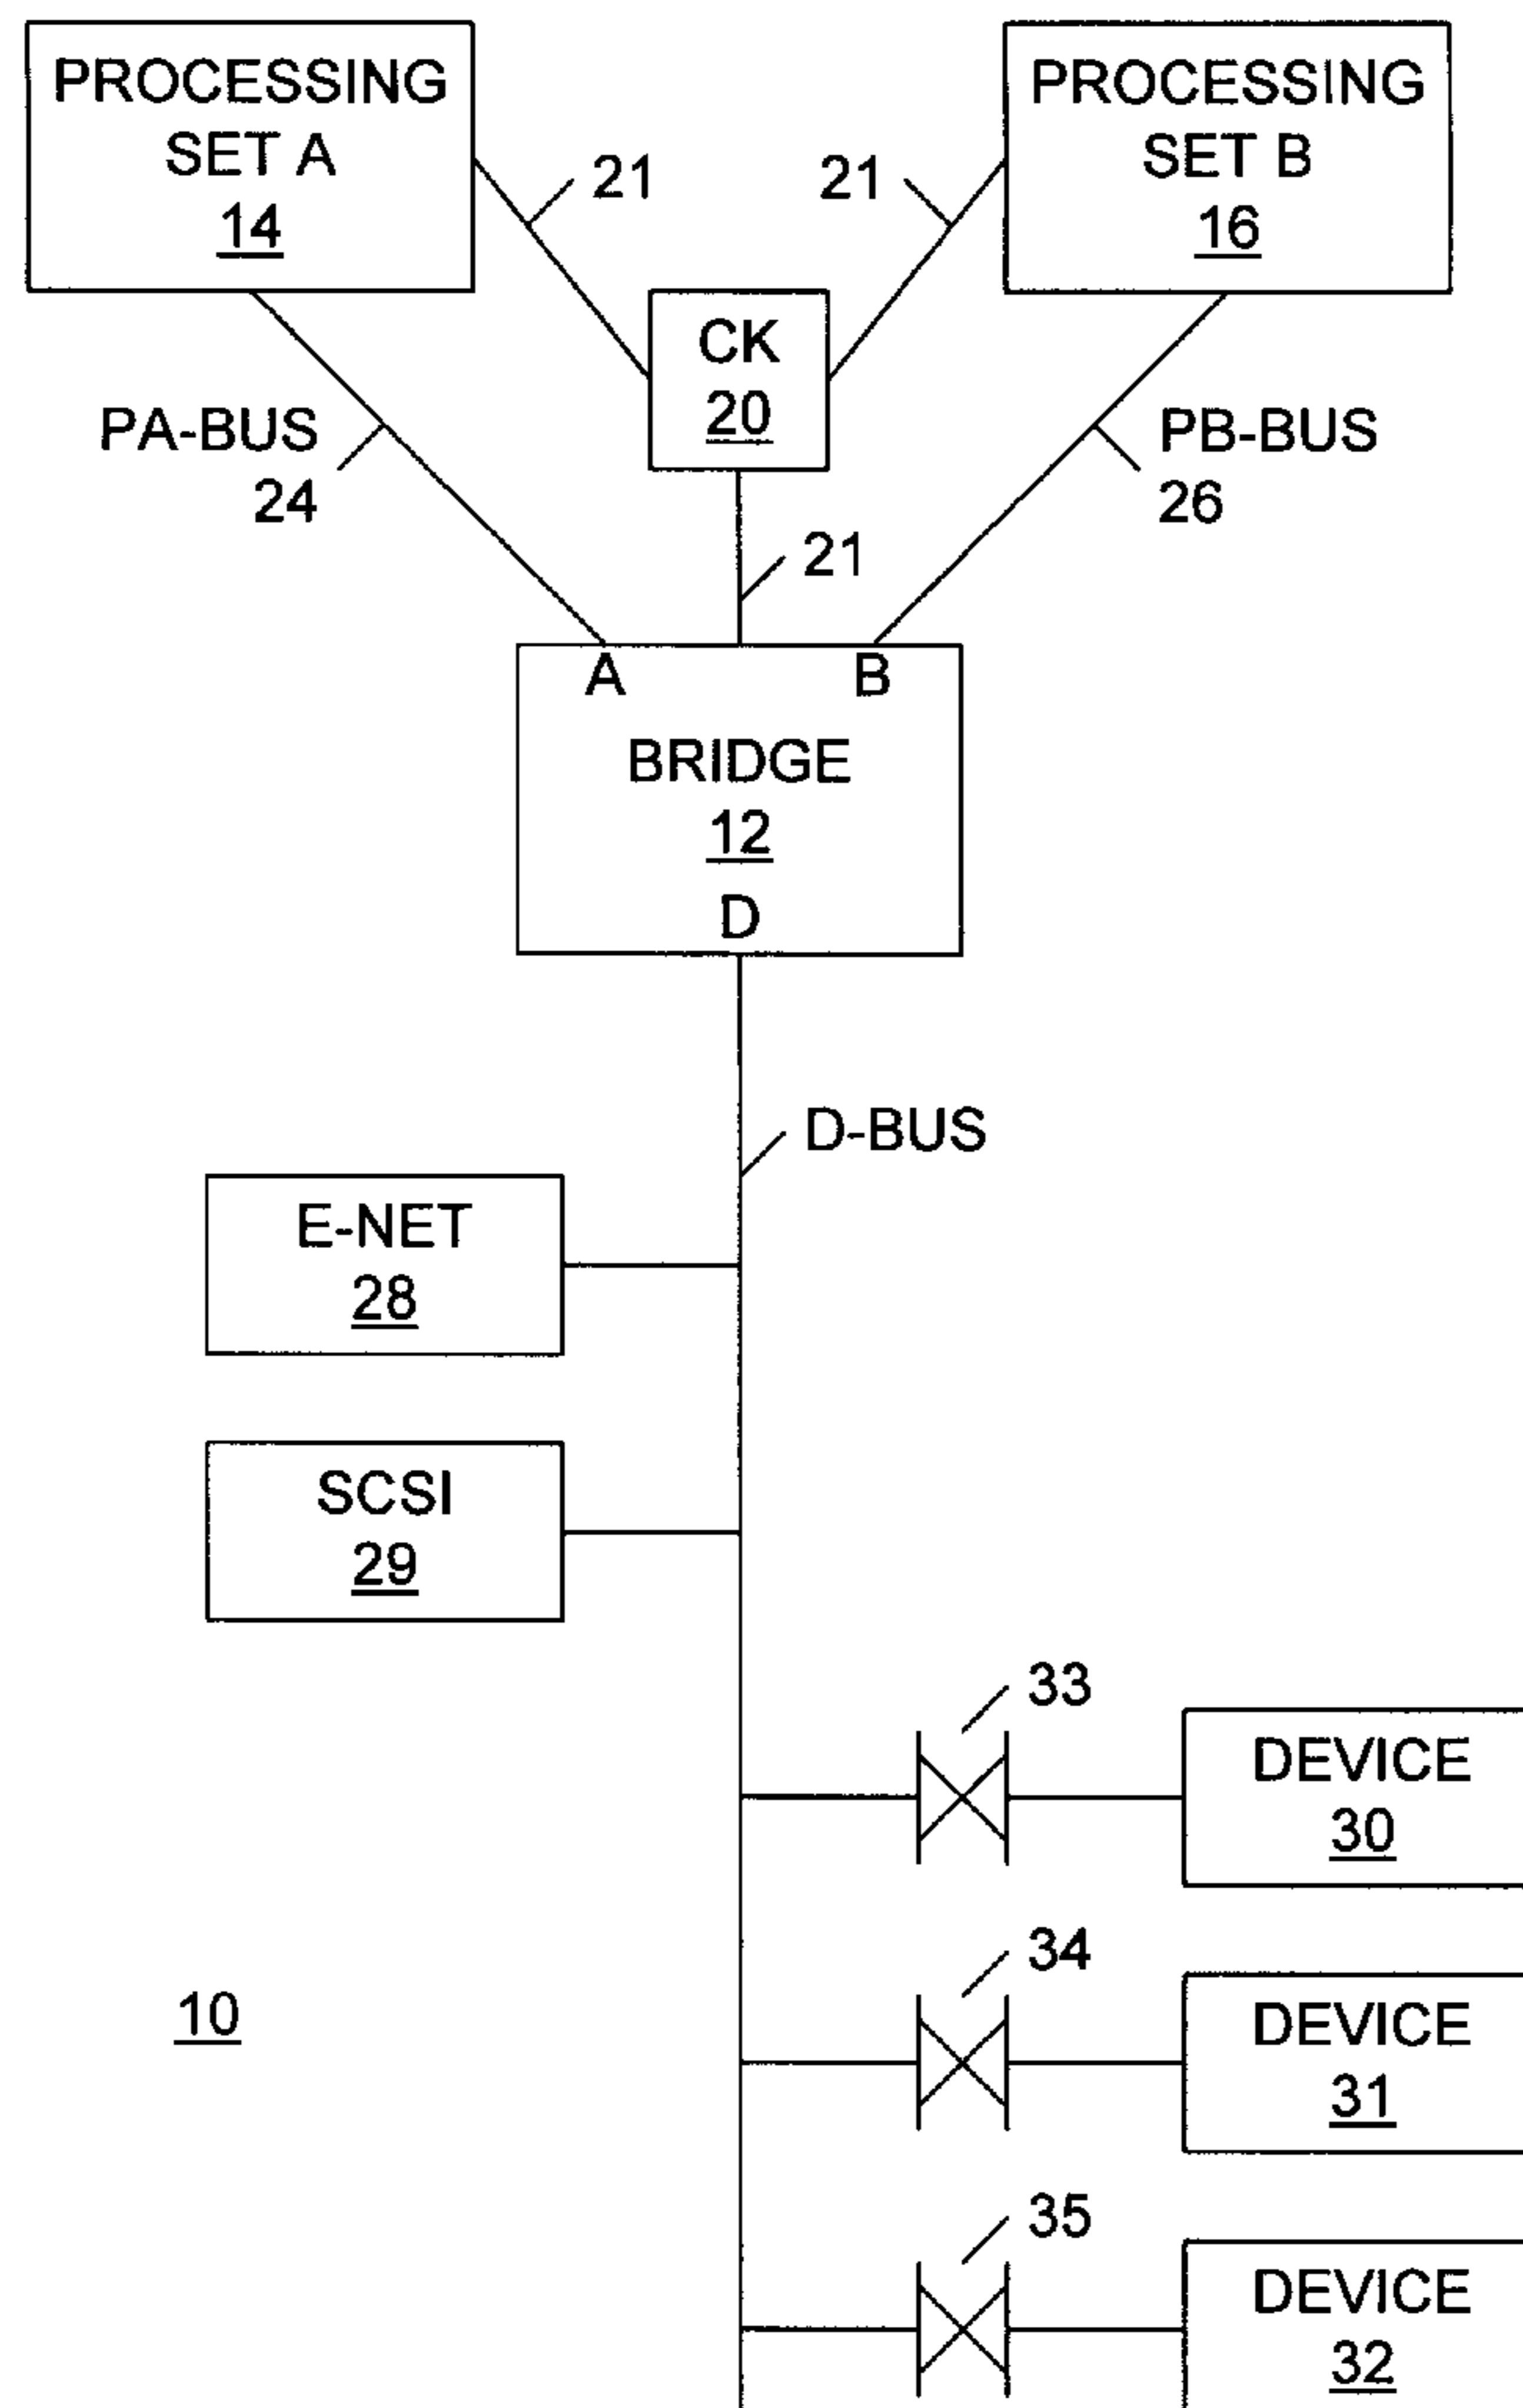 PROCESSING
SET A
14
PROCESSING
SET B
16
21
21
CK
20
PA-BUS
24
PB-BUS
26
21
A
B
BRIDGE
12
D
D-BUS
E-NET
28
SCSI
29
33
DEVICE
30
34
DEVICE
31
10
35
DEVICE
32